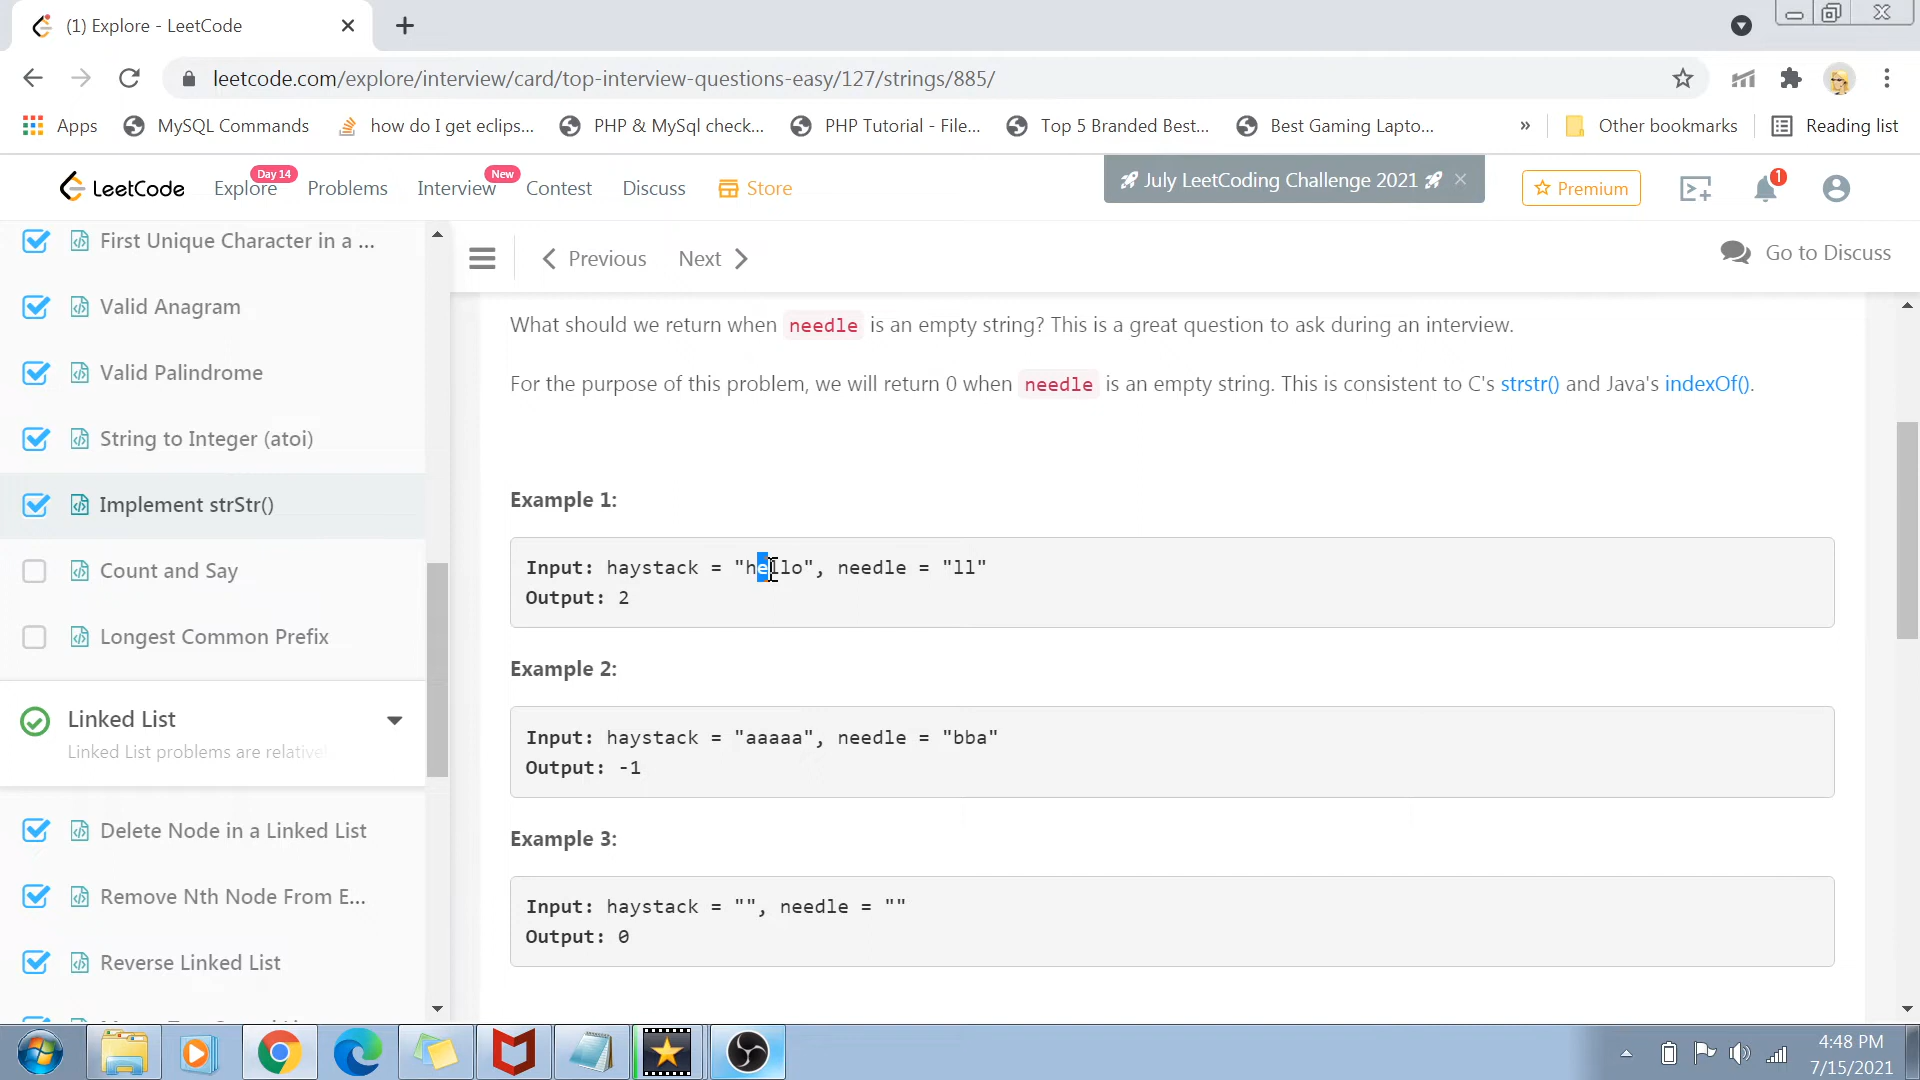 (1) Explore - LeetCode
leetcode.com/explore/interview/card/top-interview-questions-easy/127/strings/885/
Apps MySQL Commands how do I get eclips... PHP & MySql check... PHP Tutorial - File... Top 5 Branded Best... Best Gaming Lapto... » Other bookmarks Reading list
LeetCode Explore Day 14 Problems Interview New Contest Discuss Store July LeetCoding Challenge 2021 Premium 1
Previous Next Go to Discuss
First Unique Character in a ...
Valid Anagram
Valid Palindrome
String to Integer (atoi)
Implement strStr()
Count and Say
Longest Common Prefix
Linked List
Linked List problems are relative
Delete Node in a Linked List
Remove Nth Node From E...
Reverse Linked List
What should we return when needle is an empty string? This is a great question to ask during an interview.
For the purpose of this problem, we will return 0 when needle is an empty string. This is consistent to C's strstr() and Java's indexOf().
Example 1:
Input: haystack = "hello", needle = "ll"
Output: 2
Example 2:
Input: haystack = "aaaaa", needle = "bba"
Output: -1
Example 3:
Input: haystack = "", needle = ""
Output: 0
4:48 PM
7/15/2021